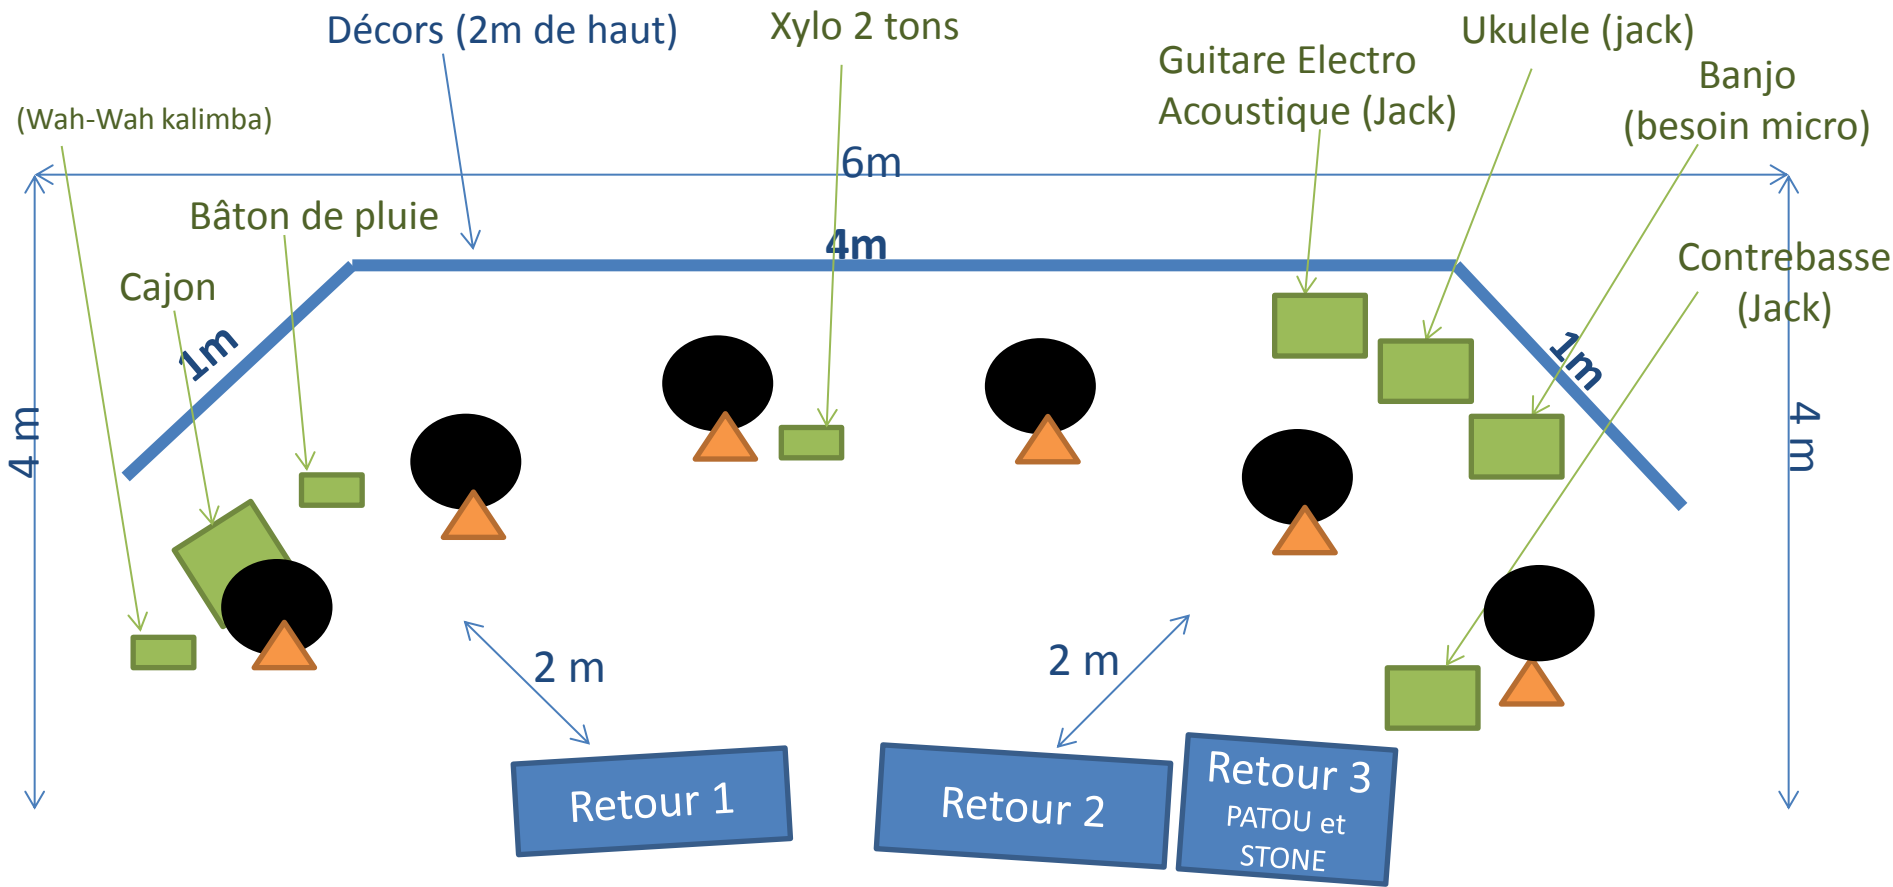 Décors (2m de haut)
Xylo 2 tons
Ukulele (jack)
Guitare Electro
Acoustique (Jack)
Banjo
(besoin micro)
(Wah-Wah kalimba)
6m
Bâton de pluie
4m
Contrebasse
(Jack)
Cajon
1m
1m
4 m
4 m
2 m
2 m
Retour 1
Retour 2
Retour 3
PATOU et
STONE